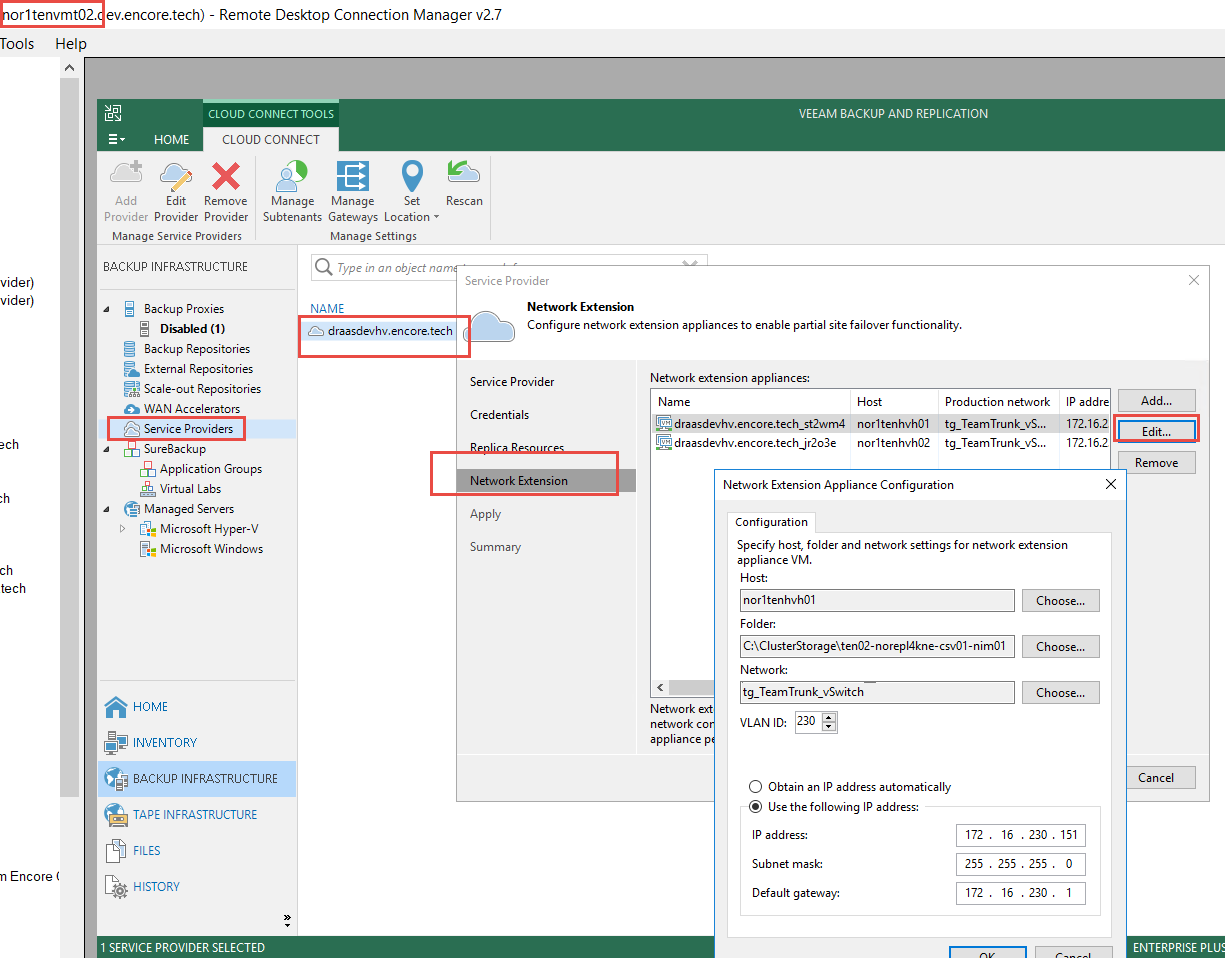 nor1tenvmt02.dev.encore.tech) - Remote Desktop Connection Manager v2.7
Tools Help
CLOUD CONNECT TOOLS
VEEAM BACKUP AND REPLICATION
HOME CLOUD CONNECT
Add Provider
Edit Provider
Remove Provider
Manage Subtenants
Manage Gateways
Set Location
Rescan
Manage Service Providers
Manage Settings
vider)
vider)
tech
ch
ch
tech
m Encore
BACKUP INFRASTRUCTURE
Backup Proxies
Disabled (1)
Backup Repositories
External Repositories
Scale-out Repositories
WAN Accelerators
Service Providers
SureBackup
Application Groups
Virtual Labs
Managed Servers
Microsoft Hyper-V
Microsoft Windows
HOME
INVENTORY
BACKUP INFRASTRUCTURE
TAPE INFRASTRUCTURE
FILES
HISTORY
Type in an object name
NAME
draasdevhv.encore.tech
Service Provider
Network Extension
Configure network extension appliances to enable partial site failover functionality.
Service Provider
Credentials
Replica Resources
Network Extension
Apply
Summary
Network extension appliances:
Name Host Production network IP addre
draasdevhv.encore.tech_st2wm4 nor1tenhvh01 tg_TeamTrunk_vS... 172.16.2
draasdevhv.encore.tech_jr2o3e nor1tenhvh02 tg_TeamTrunk_vS... 172.16.2
Add...
Edit...
Remove
Network ext
network con
appliance pe
Cancel
Network Extension Appliance Configuration
Configuration
Specify host, folder and network settings for network extension
appliance VM.
Host:
nor1tenhvh01 Choose...
Folder:
C:\ClusterStorage\ten02-norepl4kne-csv01-nim01 Choose...
Network:
tg_TeamTrunk_vSwitch Choose...
VLAN ID: 230
Obtain an IP address automatically
Use the following IP address:
IP address: 172 . 16 . 230 . 151
Subnet mask: 255 . 255 . 255 . 0
Default gateway: 172 . 16 . 230 . 1
OK Cancel
1 SERVICE PROVIDER SELECTED
ENTERPRISE PLUS